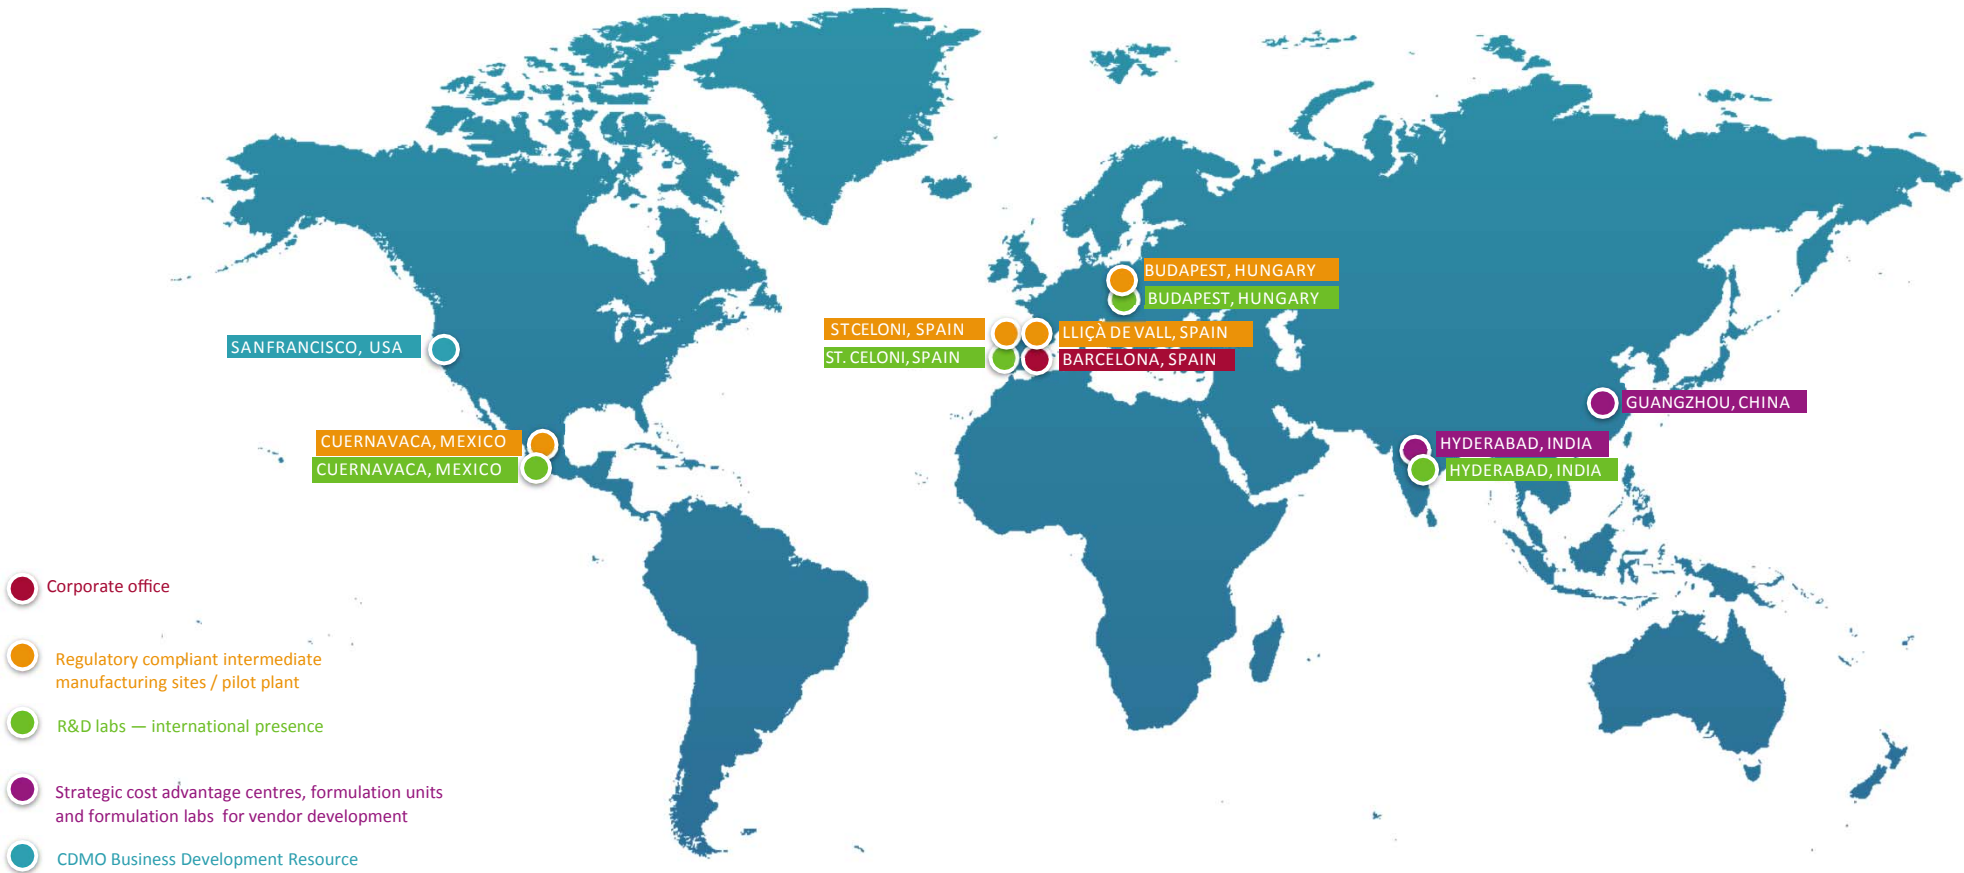 BUDAPEST, HUNGARY
BUDAPEST, HUNGARY
STCELONI, SPAIN
LLIÇÀ DE VALL, SPAIN
SANFRANCISCO, USA
ST. CELONI, SPAIN
BARCELONA, SPAIN
GUANGZHOU, CHINA
CUERNAVACA, MEXICO
HYDERABAD, INDIA
CUERNAVACA, MEXICO
HYDERABAD, INDIA
Corporate office
Regulatory compliant intermediate
manufacturing sites / pilot plant
R&D labs — international presence
Strategic cost advantage centres, formulation units
and formulation labs for vendor development
CDMO Business Development Resource